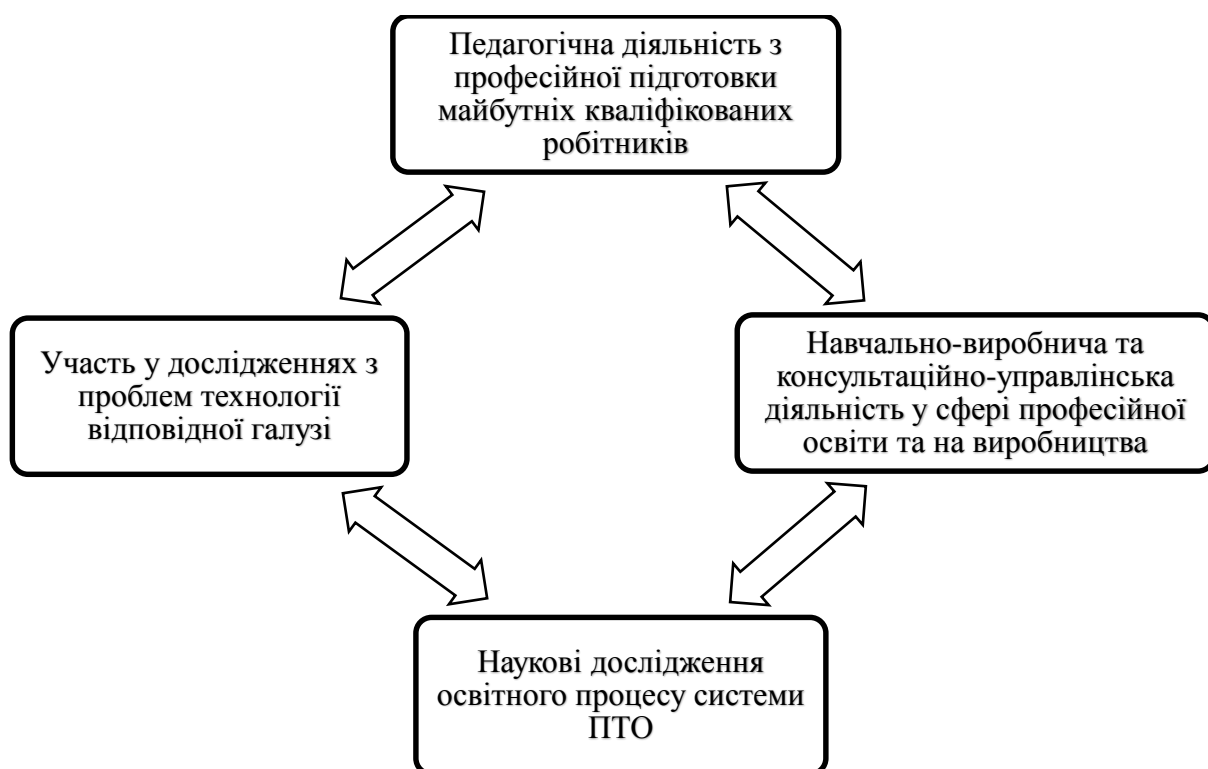 Педагогічна діяльність з
професійної підготовки
майбутніх кваліфікованих
робітників
Участь у дослідженнях з
проблем технології
відповідної галузі
Навчально-виробнича та
консультаційно-управлінська
діяльність у сфері професійної
освіти та на виробництва
Наукові дослідження
освітного процесу системи
ПТО